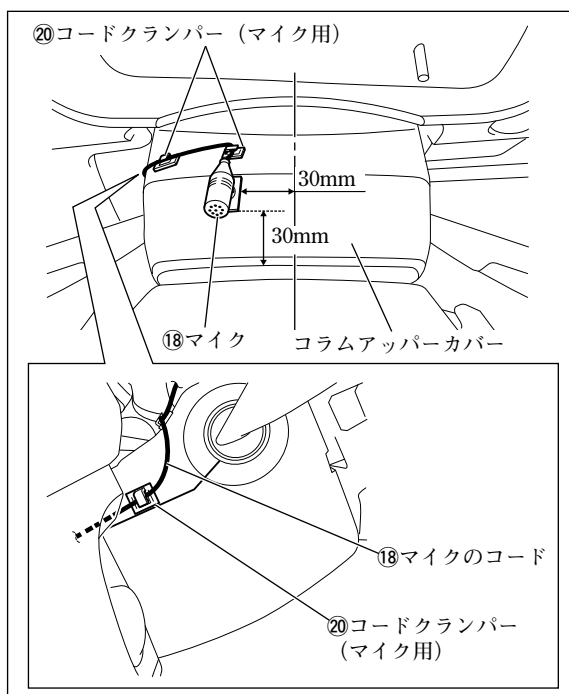 ⑳コードクランパー（マイク用）
30mm
30mm
⑱マイク
コラムアッパーカバー
⑱マイクのコード
⑳コードクランパー
（マイク用）